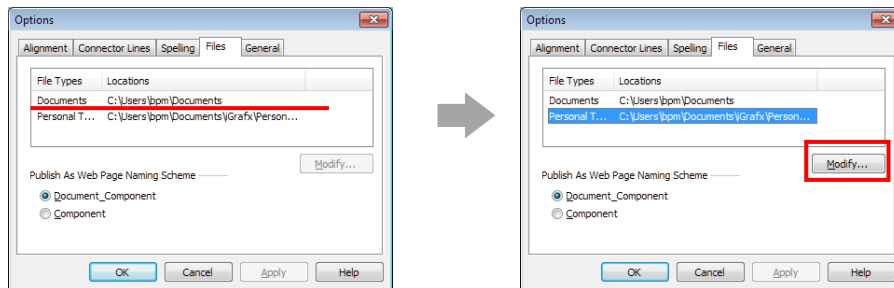 Options
Alignment Connector Lines Spelling Files General
File Types Locations
Documents C:\Users\bpm\Documents
Personal T... C:\Users\bpm\Documents\iGrafx\Person...
Modify...
Publish As Web Page Naming Scheme
Document_Component
Component
OK Cancel Apply Help
Options
Alignment Connector Lines Spelling Files General
File Types Locations
Documents C:\Users\bpm\Documents
Personal T... C:\Users\bpm\Documents\iGrafx\Person...
Modify...
Publish As Web Page Naming Scheme
Document_Component
Component
OK Cancel Apply Help